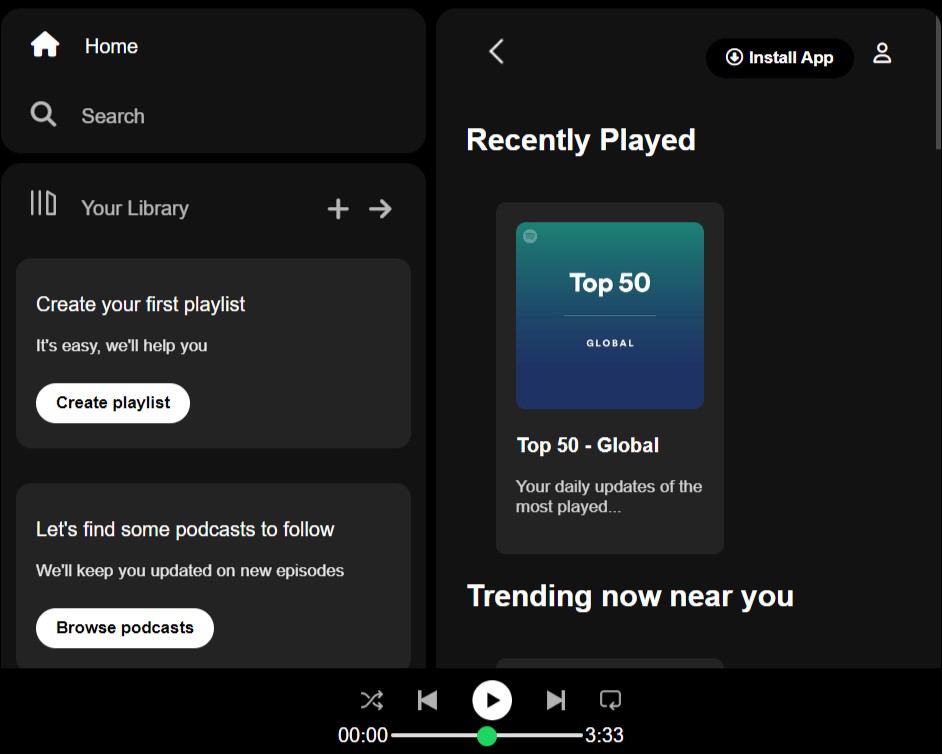 Home
Search
Your Library
Create your first playlist
It's easy, we'll help you
Create playlist
Let's find some podcasts to follow
We'll keep you updated on new episodes
Browse podcasts
Install App
Recently Played
Top 50
GLOBAL
Top 50 - Global
Your daily updates of the
most played...
Trending now near you
00:00
3:33